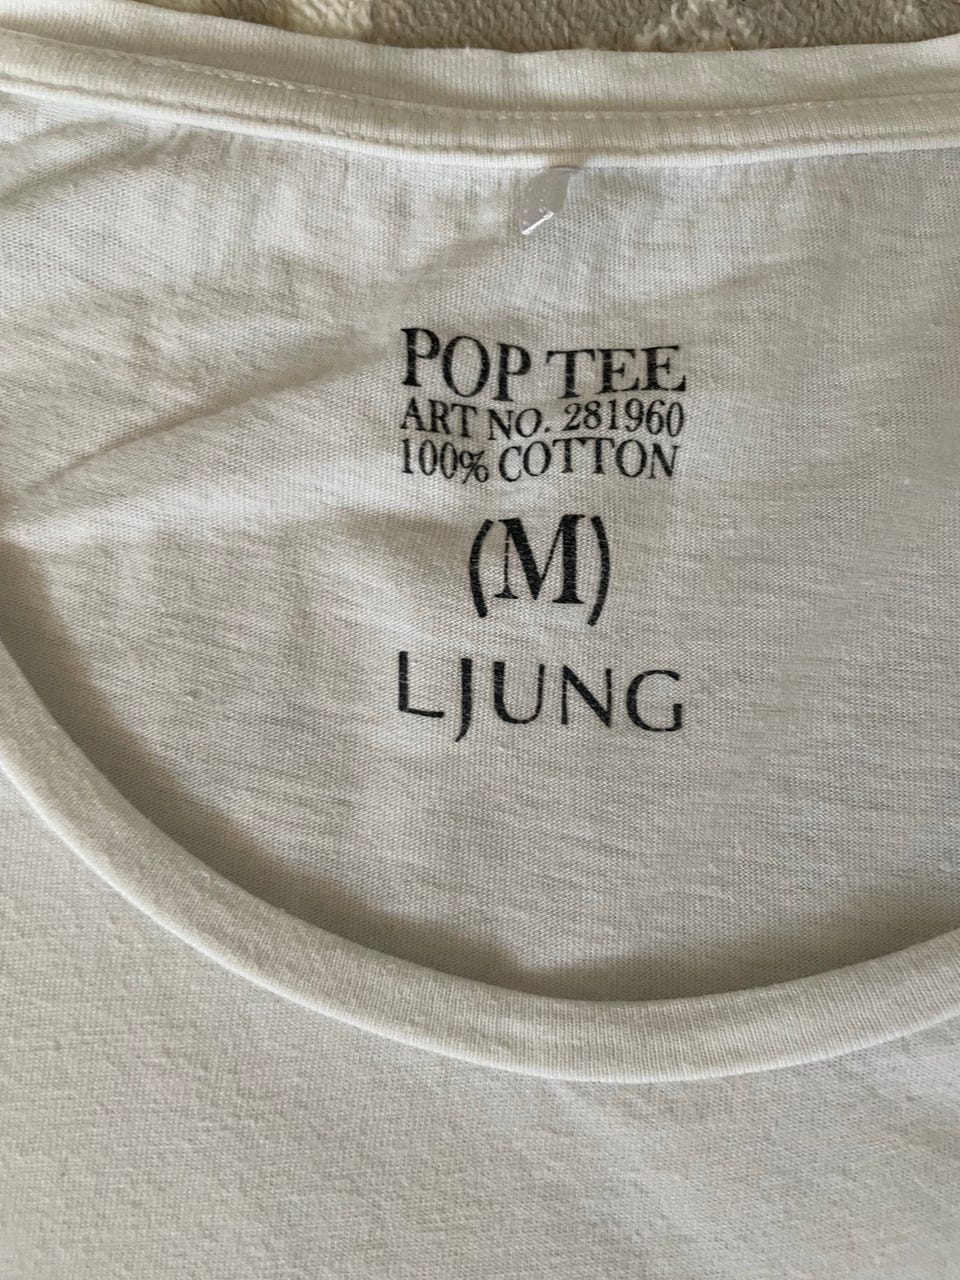 POP TEE
ART NO. 281960
100% COTTON
(M)
LJUNG